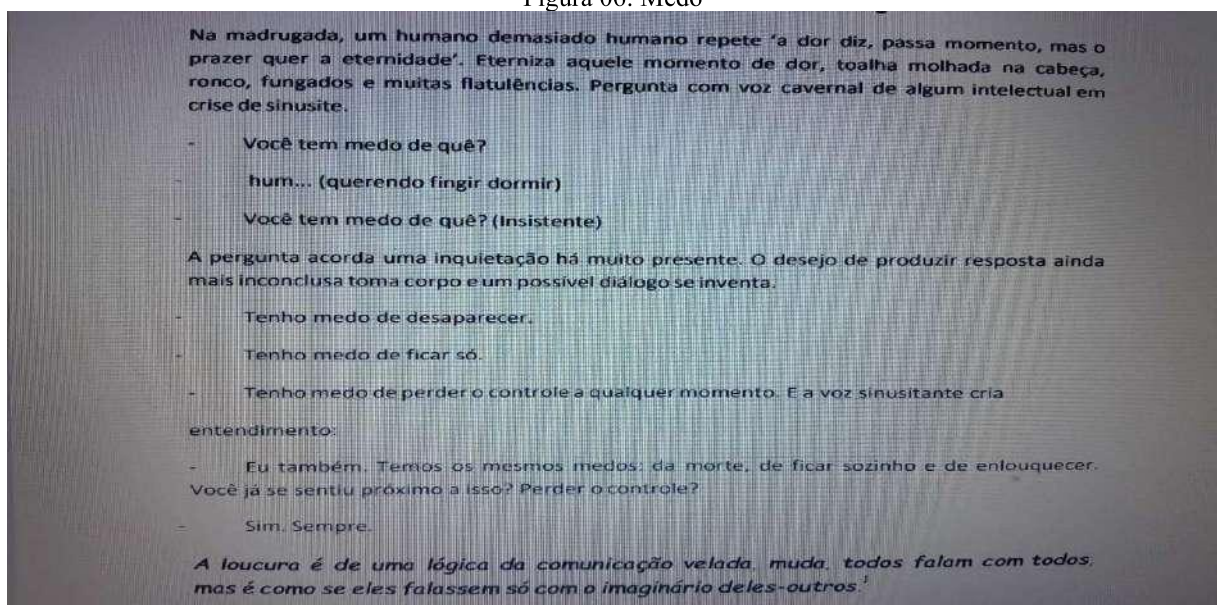 Figura 06: Medo
Na madrugada, um humano demasiado humano repete ‘a dor diz, passa momento, mas o
prazer quer a eternidade’. Eterniza aquele momento de dor, toalha molhada na cabeça,
ronco, fungados e muitas flatulências. Pergunta com voz cavernal de algum intelectual em
crise de sinusite.
- Você tem medo de quê?
- hum... (querendo fingir dormir)
- Você tem medo de quê? (Insistente)
A pergunta acorda uma inquietação há muito presente. O desejo de produzir resposta ainda
mais inconclusa toma corpo e um possível diálogo se inventa.
- Tenho medo de desaparecer.
- Tenho medo de ficar só.
- Tenho medo de perder o controle a qualquer momento. E a voz sinusitante cria
entendimento:
- Eu também. Temos os mesmos medos: da morte, de ficar sozinho e de enlouquecer.
Você já se sentiu próximo a isso? Perder o controle?
- Sim. Sempre.
A loucura é de uma lógica da comunicação velada, muda, todos falam com todos,
mas é como se eles falassem só com o imaginário deles-outros.¹